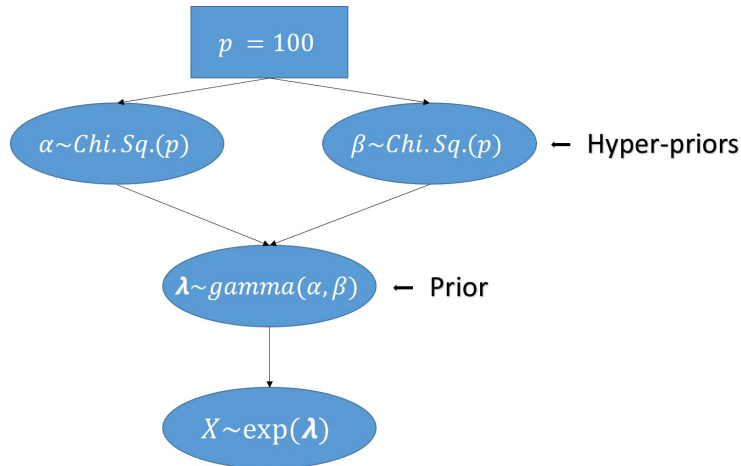 p = 100
α~Chi.Sq.(p)
β~Chi.Sq.(p)
← Hyper-priors
λ~gamma(α, β)
← Prior
X~exp(λ)